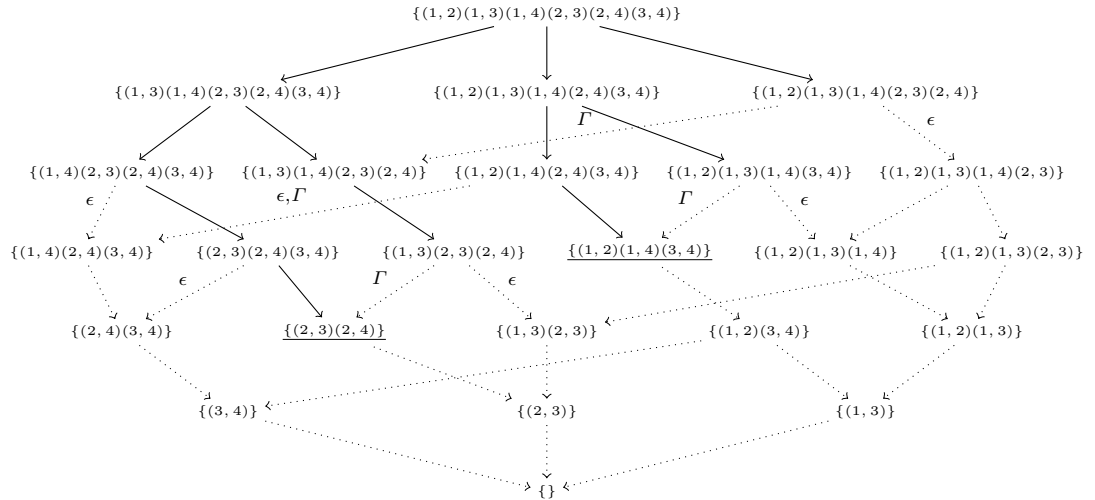 {(1, 2)(1, 3)(1, 4)(2, 3)(2, 4)(3, 4)}
{(1, 3)(1, 4)(2, 3)(2, 4)(3, 4)} {(1, 2)(1, 3)(1, 4)(2, 4)(3, 4)} {(1, 2)(1, 3)(1, 4)(2, 3)(2, 4)}
Γ ϵ
{(1, 4)(2, 3)(2, 4)(3, 4)} {(1, 3)(1, 4)(2, 3)(2, 4)} {(1, 2)(1, 4)(2, 4)(3, 4)} {(1, 2)(1, 3)(1, 4)(3, 4)} {(1, 2)(1, 3)(1, 4)(2, 3)}
ϵ ϵ,Γ Γ ϵ
{(1, 4)(2, 4)(3, 4)} {(2, 3)(2, 4)(3, 4)} {(1, 3)(2, 3)(2, 4)} {(1, 2)(1, 4)(3, 4)} {(1, 2)(1, 3)(1, 4)} {(1, 2)(1, 3)(2, 3)}
ϵ Γ ϵ
{(2, 4)(3, 4)} {(2, 3)(2, 4)} {(1, 3)(2, 3)} {(1, 2)(3, 4)} {(1, 2)(1, 3)}
{(3, 4)} {(2, 3)} {(1, 3)}
{}